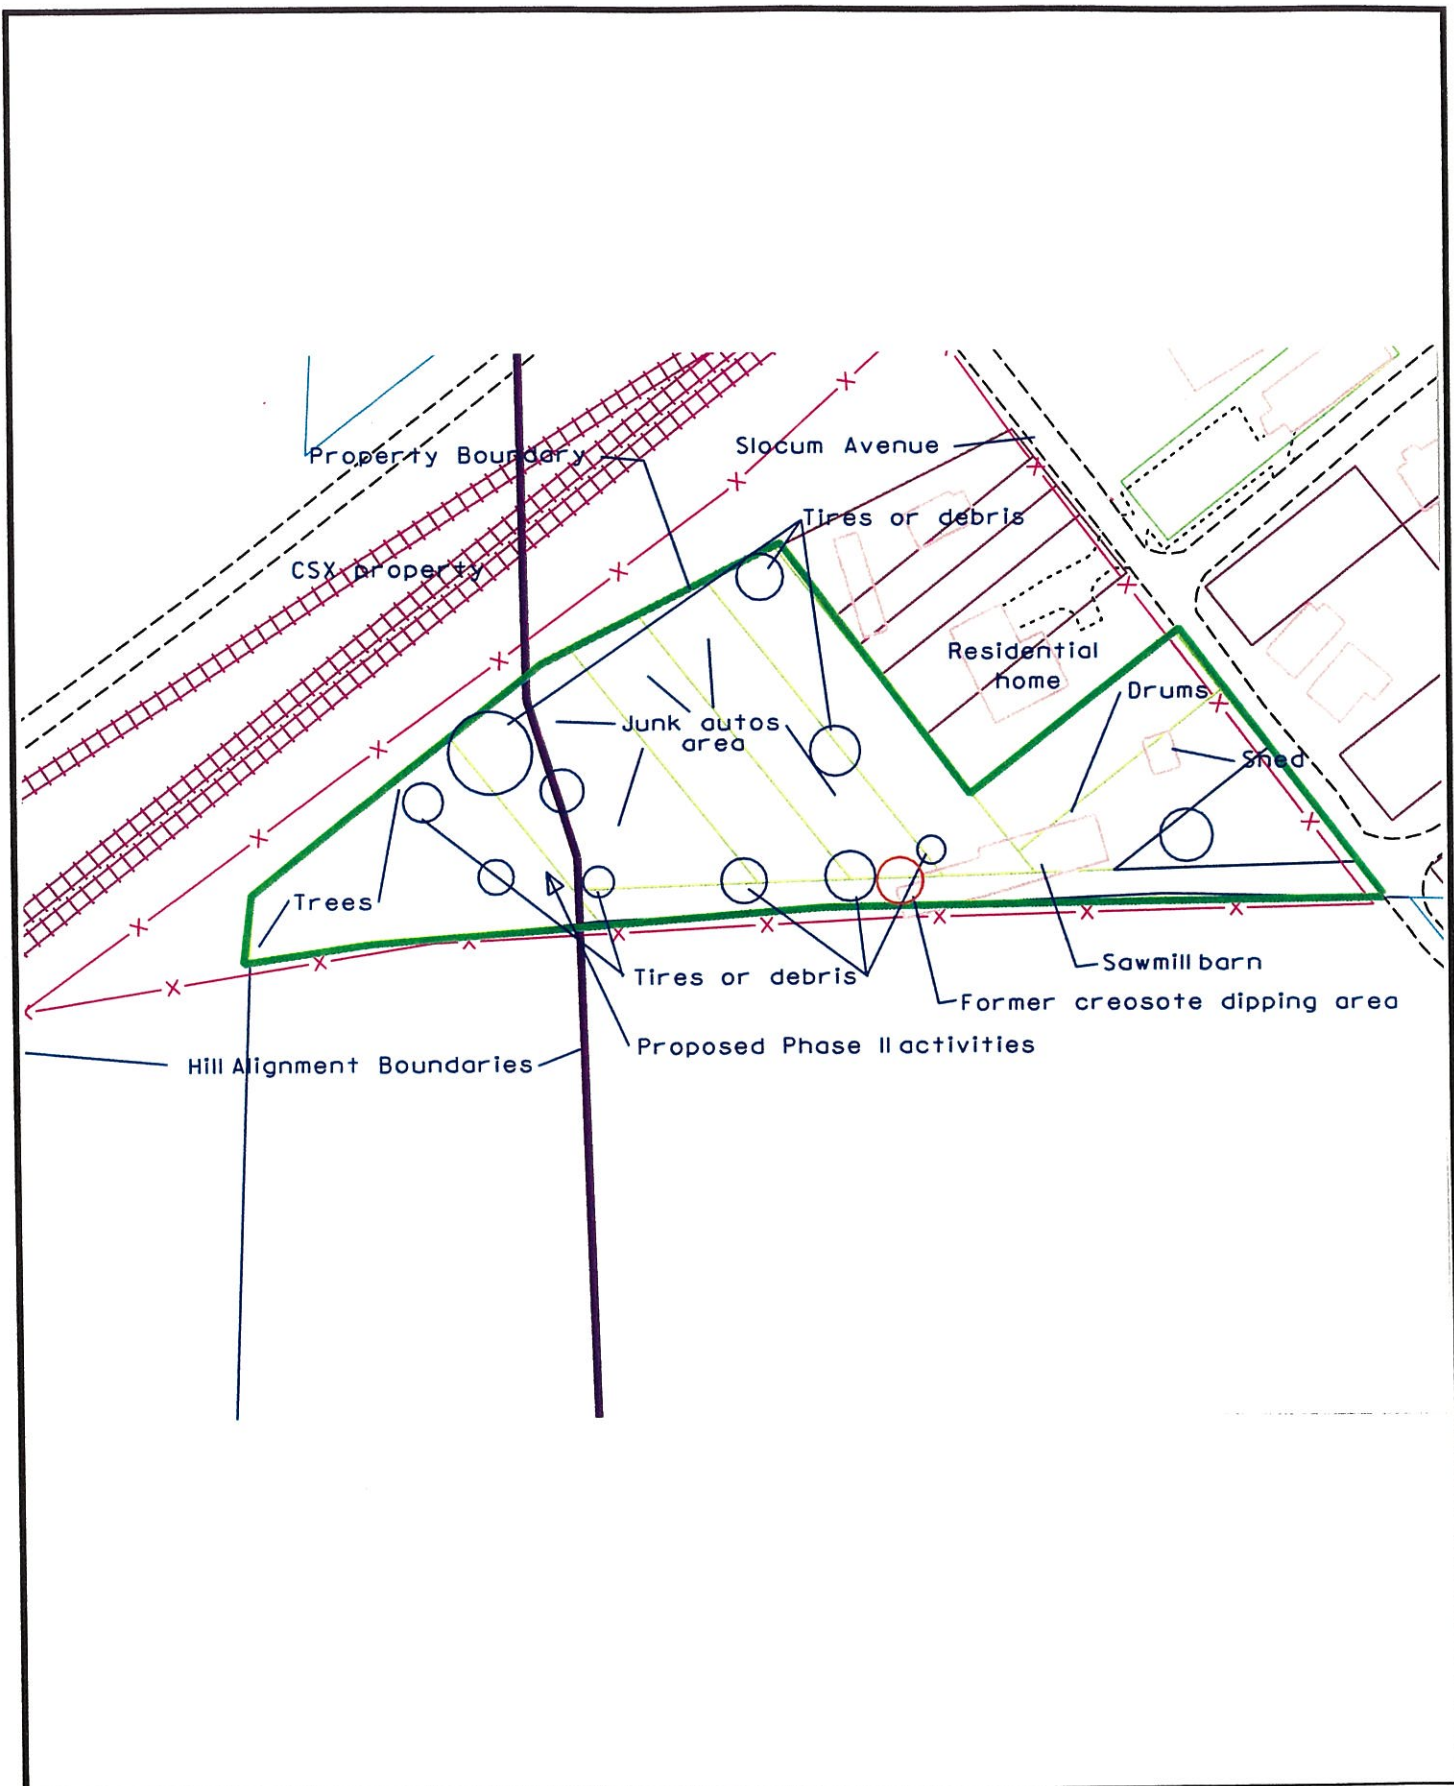 Property Boundary
Slocum Avenue
Tires or debris
CSX property
Residential
home
Drums
Junk autos
area
Shed
Trees
Tires or debris
Sawmill barn
Former creosote dipping area
Proposed Phase II activities
Hill Alignment Boundaries